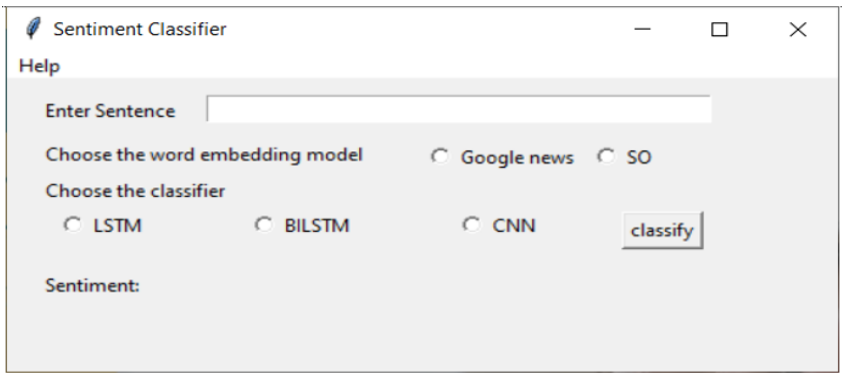 Sentiment Classifier
Help
Enter Sentence
Choose the word embedding model Google news SO
Choose the classifier
LSTM BILSTM CNN classify
Sentiment: